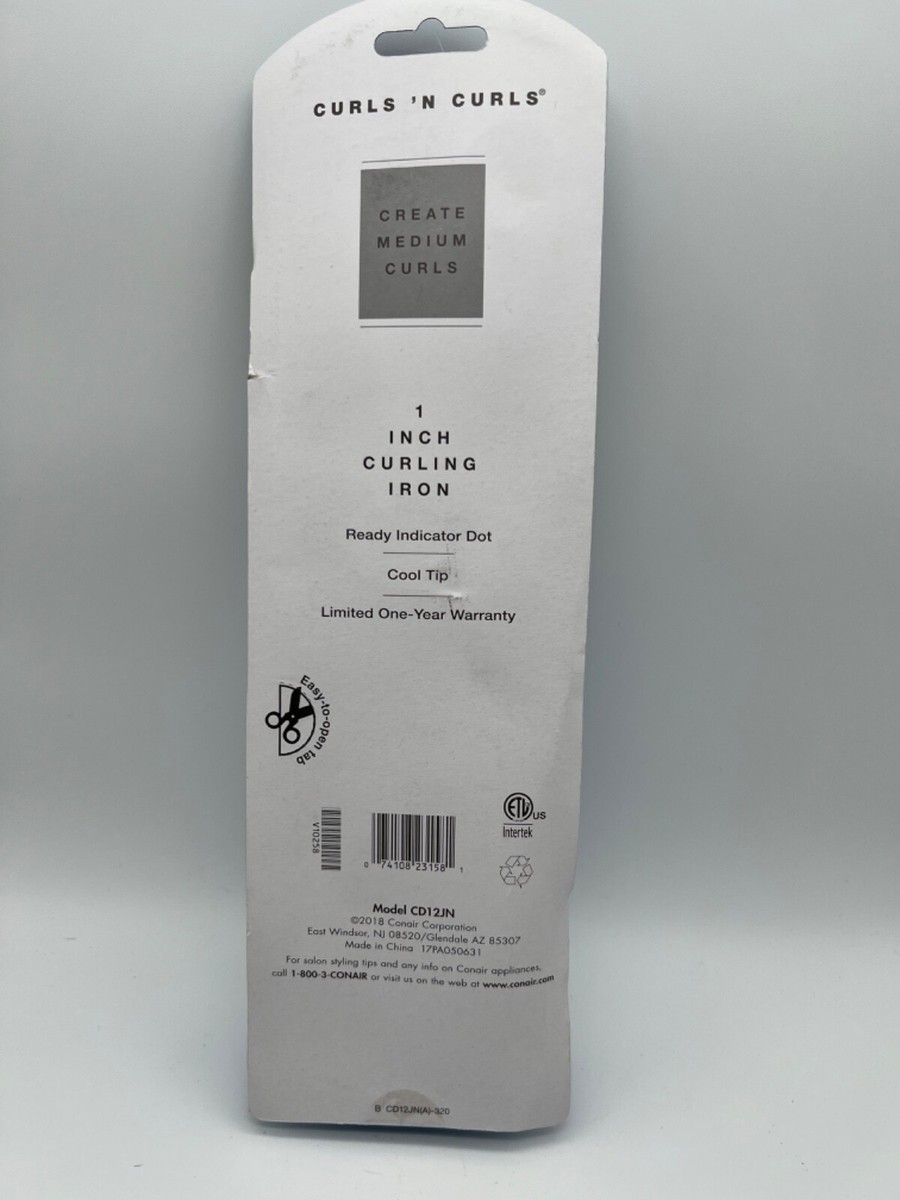 CURLS 'N CURLS®
CREATE
MEDIUM
CURLS
1
INCH
CURLING
IRON
Ready Indicator Dot
Cool Tip
Limited One-Year Warranty
Easy-to-open tab
V10258
0 74108 23158 1
ETL US
Intertek
Model CD12JN
©2018 Conair Corporation
East Windsor, NJ 08520/Glendale AZ 85307
Made in China 17PA050631
For salon styling tips and any info on Conair appliances,
call 1-800-3-CONAIR or visit us on the web at www.conair.com
B CD12JN(A)-320